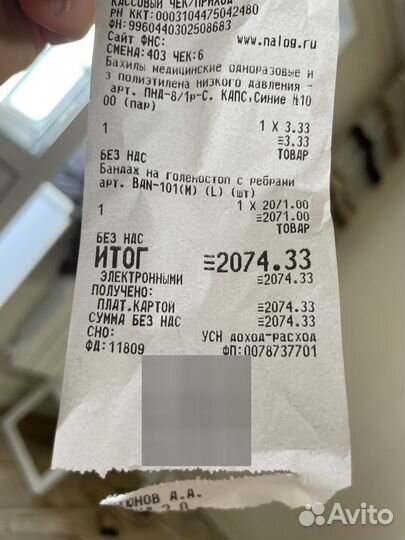 КАССОВЫЙ ЧЕК/ПРИХОД
РН ККТ:0003104475042480
ФН:9960440302508683
Сайт ФНС: www.nalog.ru
СМЕНА:403 ЧЕК:6
Бахилы медицинские одноразовые и
з полиэтилена низкого давления -
арт. ПНД-8/1р-С. КАПС,Синие N10
00 (пар)
1 1 X 3.33
≡3.33
БЕЗ НДС ТОВАР
Бандаж на голеностоп с ребрами
арт. BAN-101(M) (L) (шт)
1 1 X 2071.00
≡2071.00
ТОВАР
БЕЗ НДС
ИТОГ ≡2074.33
ЭЛЕКТРОННЫМИ ≡2074.33
ПОЛУЧЕНО:
ПЛАТ.КАРТОЙ ≡2074.33
СУММА БЕЗ НДС ≡2074.33
СНО: УСН доход-расход
ФД:11809 ФП:0078737701
А.А.
Avito